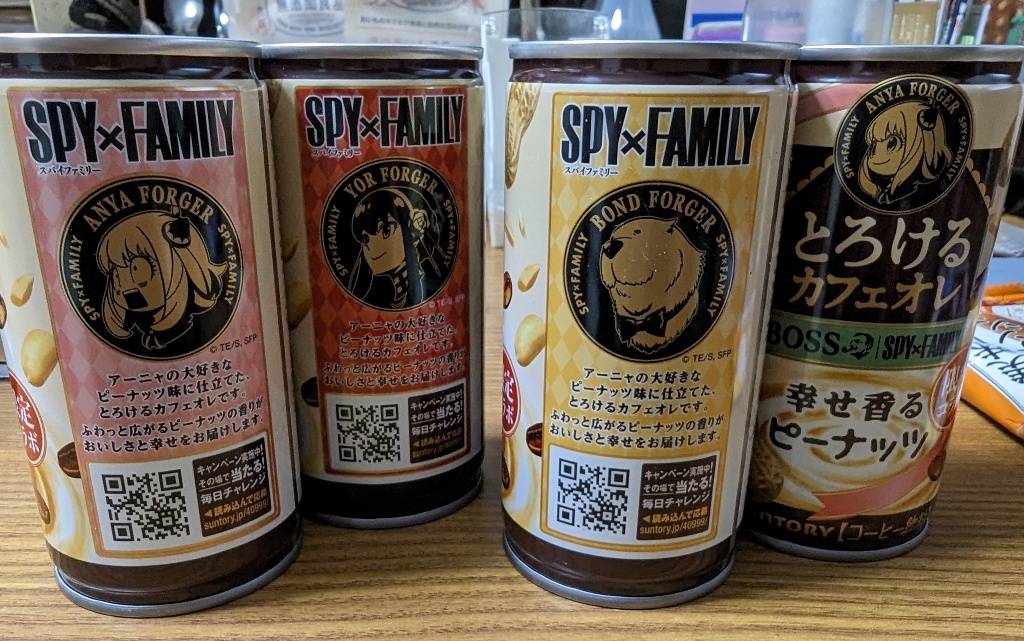 SPY×FAMILY
スパイファミリー
ANYA FORGER
SPY×FAMILY
SPY×FAMILY
© TE/S, SFP
アーニャの大好きな
ピーナッツ味に仕立てた、
とろけるカフェオレです。
ふわっと広がるピーナッツの香りが
おいしさと幸せをお届けします。
キャンペーン実施中!
その場で当たる!
毎日チャレンジ
◀読み込んで応募
suntory.jp/40999/
SPY×FAMILY
スパイファミリー
YOR FORGER
SPY×FAMILY
SPY×FAMILY
© TE/S, SFP
アーニャの大好きな
ピーナッツ味に仕立てた、
とろけるカフェオレです。
ふわっと広がるピーナッツの香りが
おいしさと幸せをお届けします。
キャンペーン実施中!
その場で当たる!
毎日チャレンジ
◀読み込んで応募
suntory.jp/40999/
SPY×FAMILY
スパイファミリー
BOND FORGER
SPY×FAMILY
SPY×FAMILY
© TE/S, SFP
アーニャの大好きな
ピーナッツ味に仕立てた、
とろけるカフェオレです。
ふわっと広がるピーナッツの香りが
おいしさと幸せをお届けします。
キャンペーン実施中!
その場で当たる!
毎日チャレンジ
◀読み込んで応募
suntory.jp/40999/
ANYA FORGER
SPY×FAMILY
SPY×FAMILY
とろける
カフェオレ
BOSS SPY×FAMILY
幸せ香る
ピーナッツ